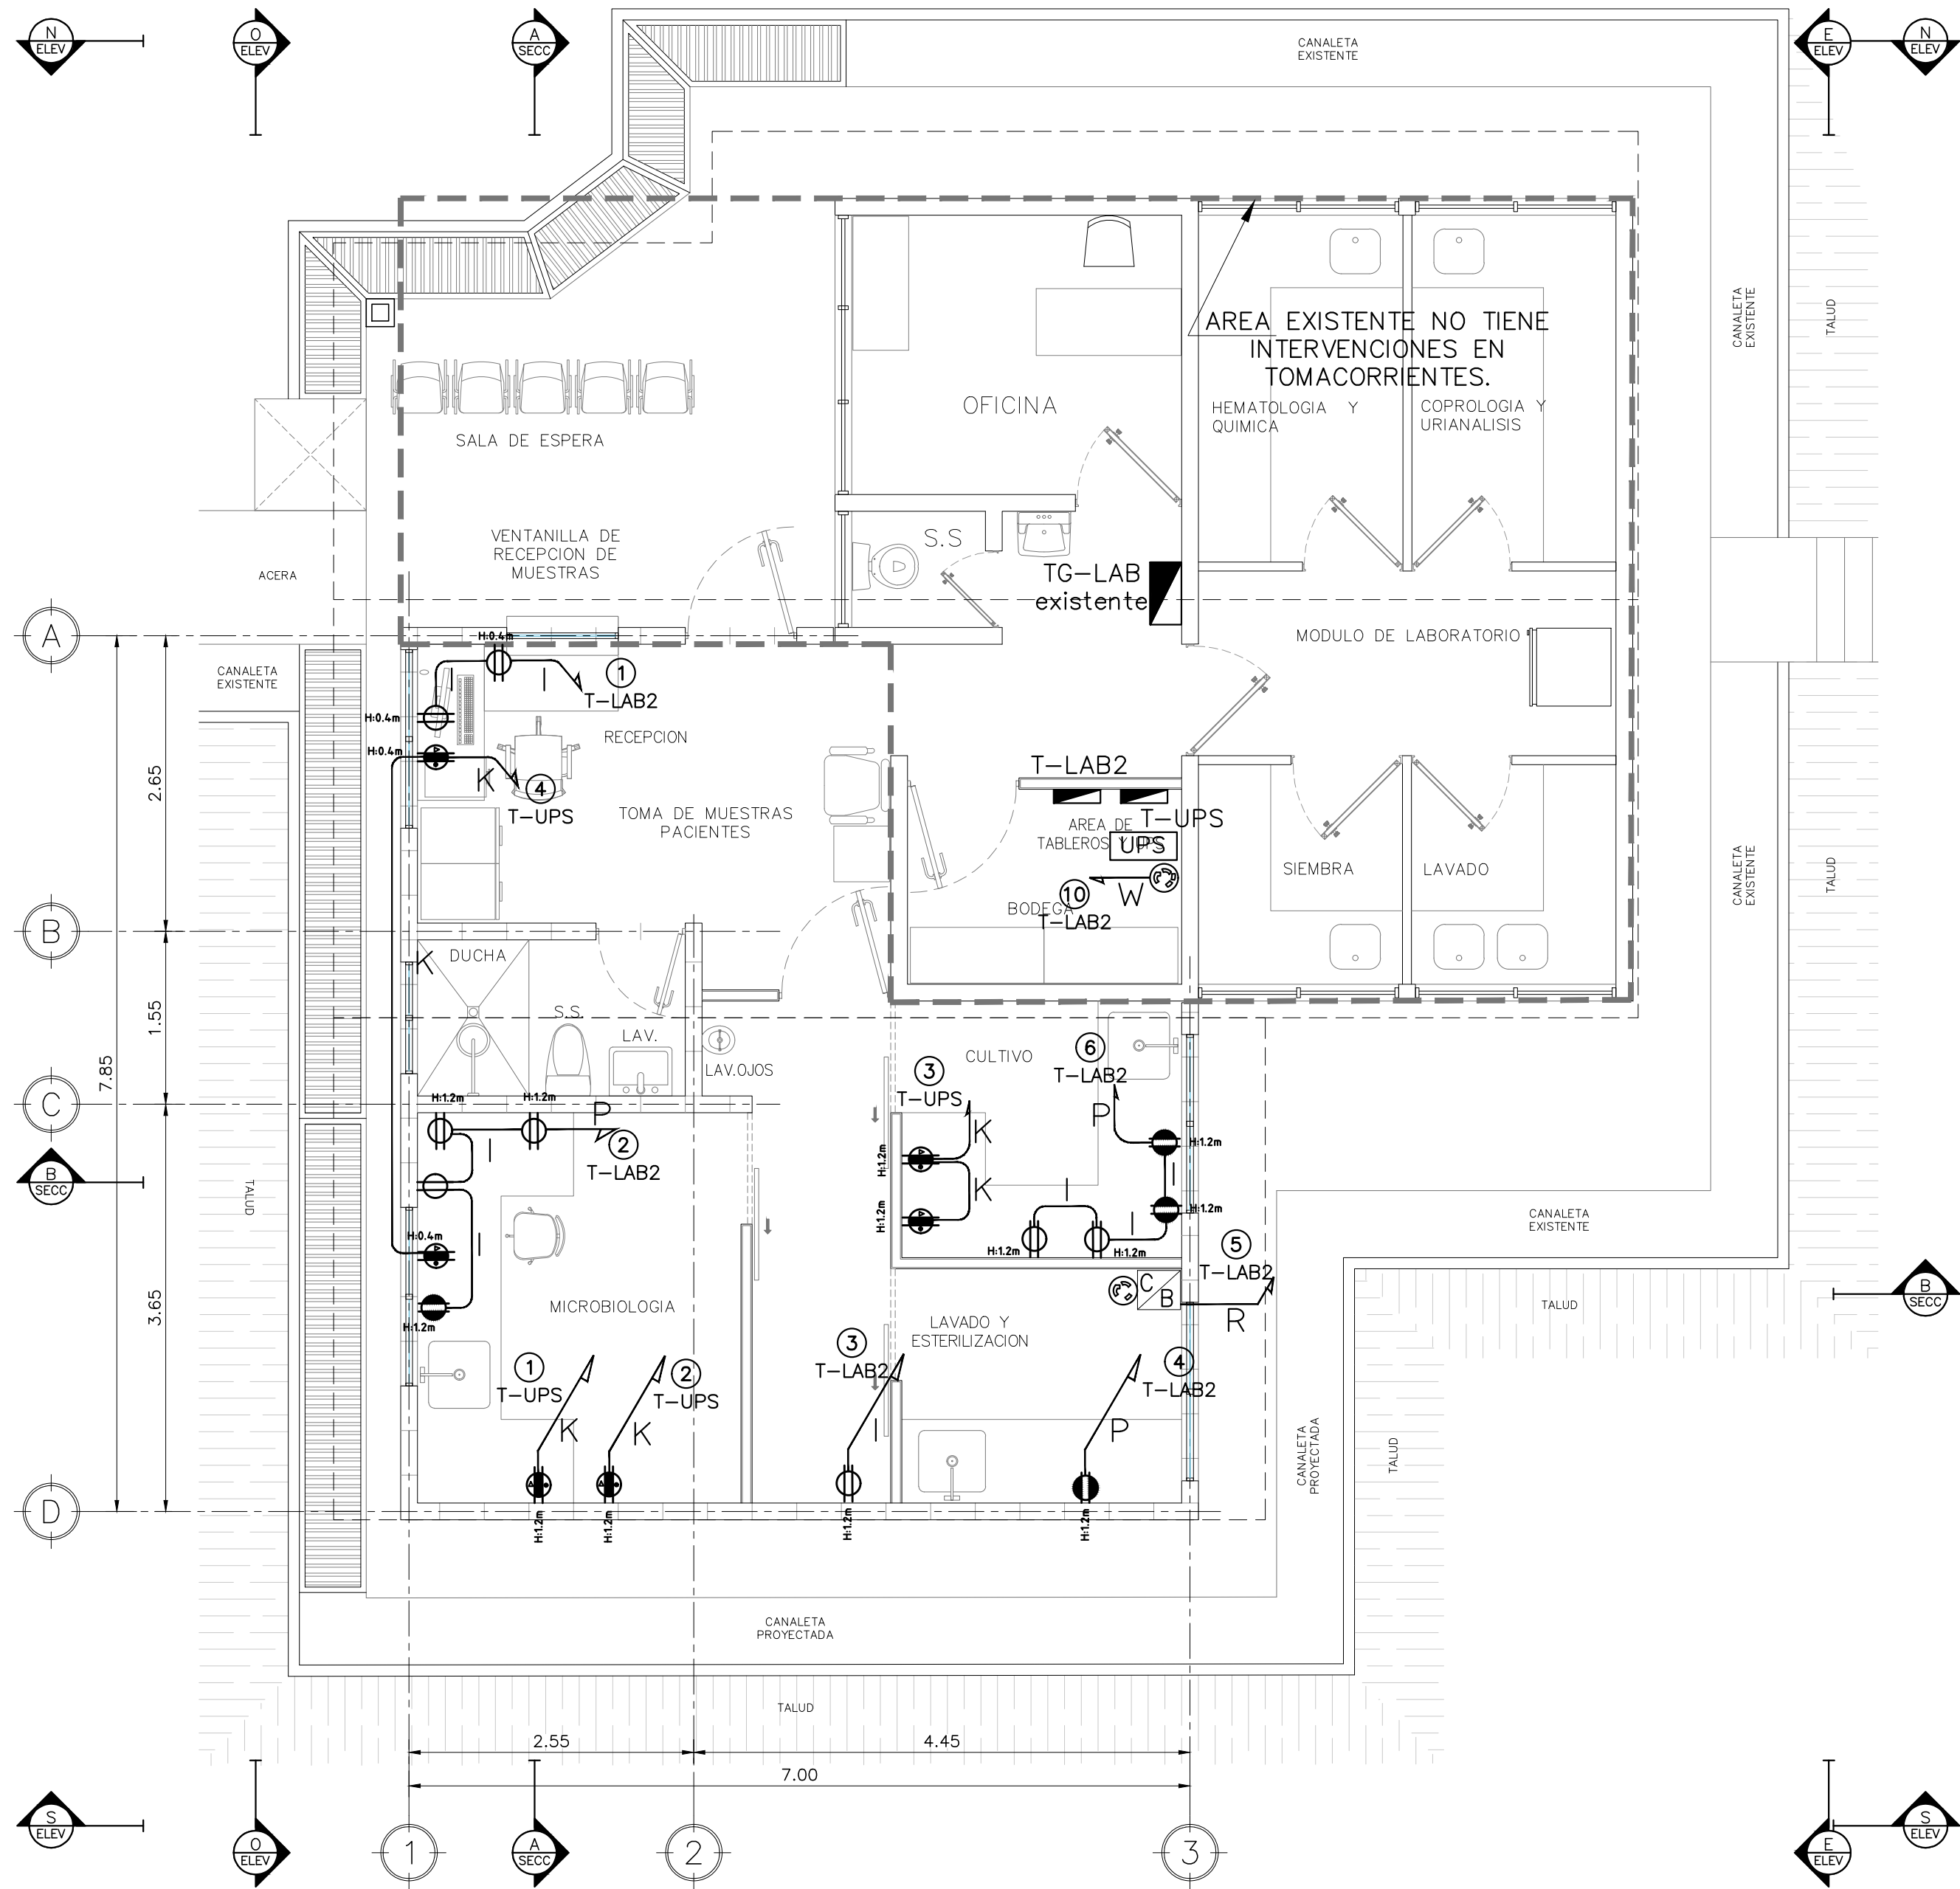 N
ELEV
O
ELEV
A
SECC
CANALETA
EXISTENTE
E
ELEV
N
ELEV
CANALETA
EXISTENTE
TALUD
AREA EXISTENTE NO TIENE
INTERVENCIONES EN
TOMACORRIENTES.
OFICINA
HEMATOLOGIA Y
QUIMICA
COPROLOGIA Y
URIANALISIS
SALA DE ESPERA
VENTANILLA DE
RECEPCION DE
MUESTRAS
S.S
ACERA
TG-LAB
existente
A
H:0.4m
MODULO DE LABORATORIO
CANALETA
EXISTENTE
I
I
1
T-LAB2
H:0.4m
RECEPCION
H:0.4m
K
4
T-UPS
2.65
TOMA DE MUESTRAS
PACIENTES
T-LAB2
T-UPS
AREA DE
TABLEROS Y UPS
UPS
SIEMBRA
LAVADO
CANALETA
EXISTENTE
TALUD
10
T-LAB2
W
BODEGA
B
DUCHA
K
1.55
7.85
S.S.
LAV.
LAV.OJOS
CULTIVO
6
T-LAB2
3
T-UPS
C
H:1.2m
H:1.2m
P
2
T-LAB2
I
K
P
H:1.2m
H:1.2m
K
I
I
B
SECC
TALUD
H:1.2m
H:1.2m
I
H:1.2m
H:1.2m
CANALETA
EXISTENTE
H:0.4m
I
5
T-LAB2
C
B
R
B
SECC
3.65
MICROBIOLOGIA
H:1.2m
LAVADO Y
ESTERILIZACION
TALUD
1
T-UPS
K
2
T-UPS
K
3
T-LAB2
I
4
T-LAB2
P
CANALETA
PROYECTADA
TALUD
D
H:1.2m
H:1.2m
H:1.2m
H:1.2m
CANALETA
PROYECTADA
TALUD
2.55
4.45
7.00
S
ELEV
O
ELEV
1
A
SECC
2
3
E
ELEV
S
ELEV